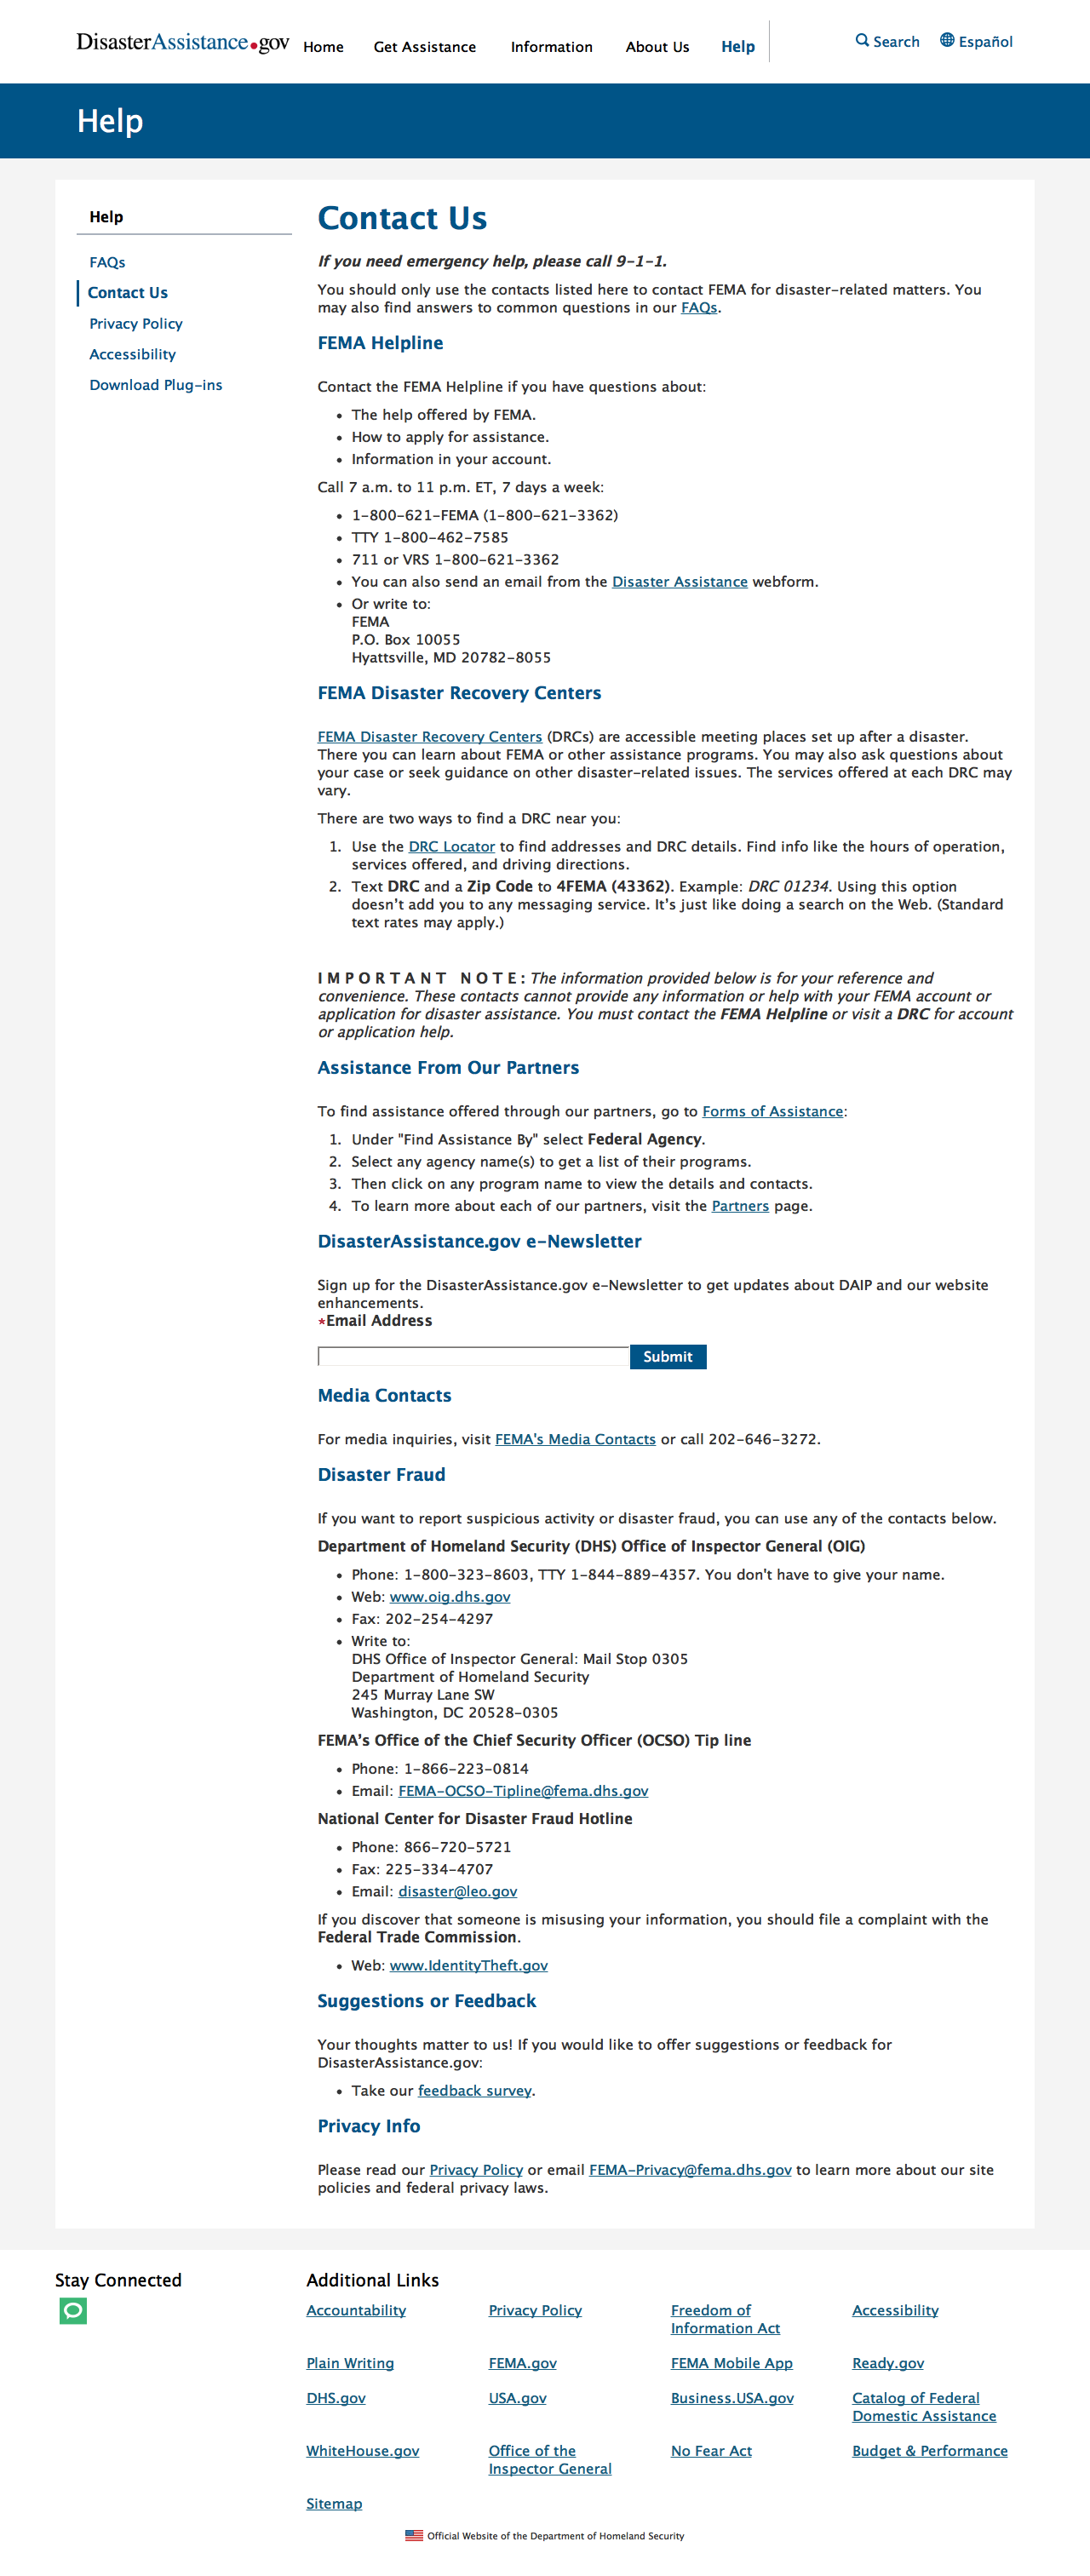 DisasterAssistance.gov
Home
Get Assistance
Information
About Us
Help
Search
Español
Help
Help
FAQs
Contact Us
Privacy Policy
Accessibility
Download Plug-ins
Contact Us
If you need emergency help, please call 9-1-1.
You should only use the contacts listed here to contact FEMA for disaster-related matters. You
may also find answers to common questions in our FAQs.
FEMA Helpline
Contact the FEMA Helpline if you have questions about:
• The help offered by FEMA.
• How to apply for assistance.
• Information in your account.
Call 7 a.m. to 11 p.m. ET, 7 days a week:
• 1-800-621-FEMA (1-800-621-3362)
• TTY 1-800-462-7585
• 711 or VRS 1-800-621-3362
• You can also send an email from the Disaster Assistance webform.
• Or write to:
FEMA
P.O. Box 10055
Hyattsville, MD 20782-8055
FEMA Disaster Recovery Centers
FEMA Disaster Recovery Centers (DRCs) are accessible meeting places set up after a disaster.
There you can learn about FEMA or other assistance programs. You may also ask questions about
your case or seek guidance on other disaster-related issues. The services offered at each DRC may
vary.
There are two ways to find a DRC near you:
1. Use the DRC Locator to find addresses and DRC details. Find info like the hours of operation,
services offered, and driving directions.
2. Text DRC and a Zip Code to 4FEMA (43362). Example: DRC 01234. Using this option
doesn’t add you to any messaging service. It’s just like doing a search on the Web. (Standard
text rates may apply.)
IMPORTANT NOTE: The information provided below is for your reference and
convenience. These contacts cannot provide any information or help with your FEMA account or
application for disaster assistance. You must contact the FEMA Helpline or visit a DRC for account
or application help.
Assistance From Our Partners
To find assistance offered through our partners, go to Forms of Assistance:
1. Under "Find Assistance By" select Federal Agency.
2. Select any agency name(s) to get a list of their programs.
3. Then click on any program name to view the details and contacts.
4. To learn more about each of our partners, visit the Partners page.
DisasterAssistance.gov e-Newsletter
Sign up for the DisasterAssistance.gov e-Newsletter to get updates about DAIP and our website
enhancements.
*Email Address
Submit
Media Contacts
For media inquiries, visit FEMA's Media Contacts or call 202-646-3272.
Disaster Fraud
If you want to report suspicious activity or disaster fraud, you can use any of the contacts below.
Department of Homeland Security (DHS) Office of Inspector General (OIG)
• Phone: 1-800-323-8603, TTY 1-844-889-4357. You don't have to give your name.
• Web: www.oig.dhs.gov
• Fax: 202-254-4297
• Write to:
DHS Office of Inspector General: Mail Stop 0305
Department of Homeland Security
245 Murray Lane SW
Washington, DC 20528-0305
FEMA’s Office of the Chief Security Officer (OCSO) Tip line
• Phone: 1-866-223-0814
• Email: FEMA-OCSO-Tipline@fema.dhs.gov
National Center for Disaster Fraud Hotline
• Phone: 866-720-5721
• Fax: 225-334-4707
• Email: disaster@leo.gov
If you discover that someone is misusing your information, you should file a complaint with the
Federal Trade Commission.
• Web: www.IdentityTheft.gov
Suggestions or Feedback
Your thoughts matter to us! If you would like to offer suggestions or feedback for
DisasterAssistance.gov:
• Take our feedback survey.
Privacy Info
Please read our Privacy Policy or email FEMA-Privacy@fema.dhs.gov to learn more about our site
policies and federal privacy laws.
Stay Connected
Additional Links
Accountability
Privacy Policy
Freedom of
Information Act
Accessibility
Plain Writing
FEMA.gov
FEMA Mobile App
Ready.gov
DHS.gov
USA.gov
Business.USA.gov
Catalog of Federal
Domestic Assistance
WhiteHouse.gov
Office of the
Inspector General
No Fear Act
Budget & Performance
Sitemap
Official Website of the Department of Homeland Security